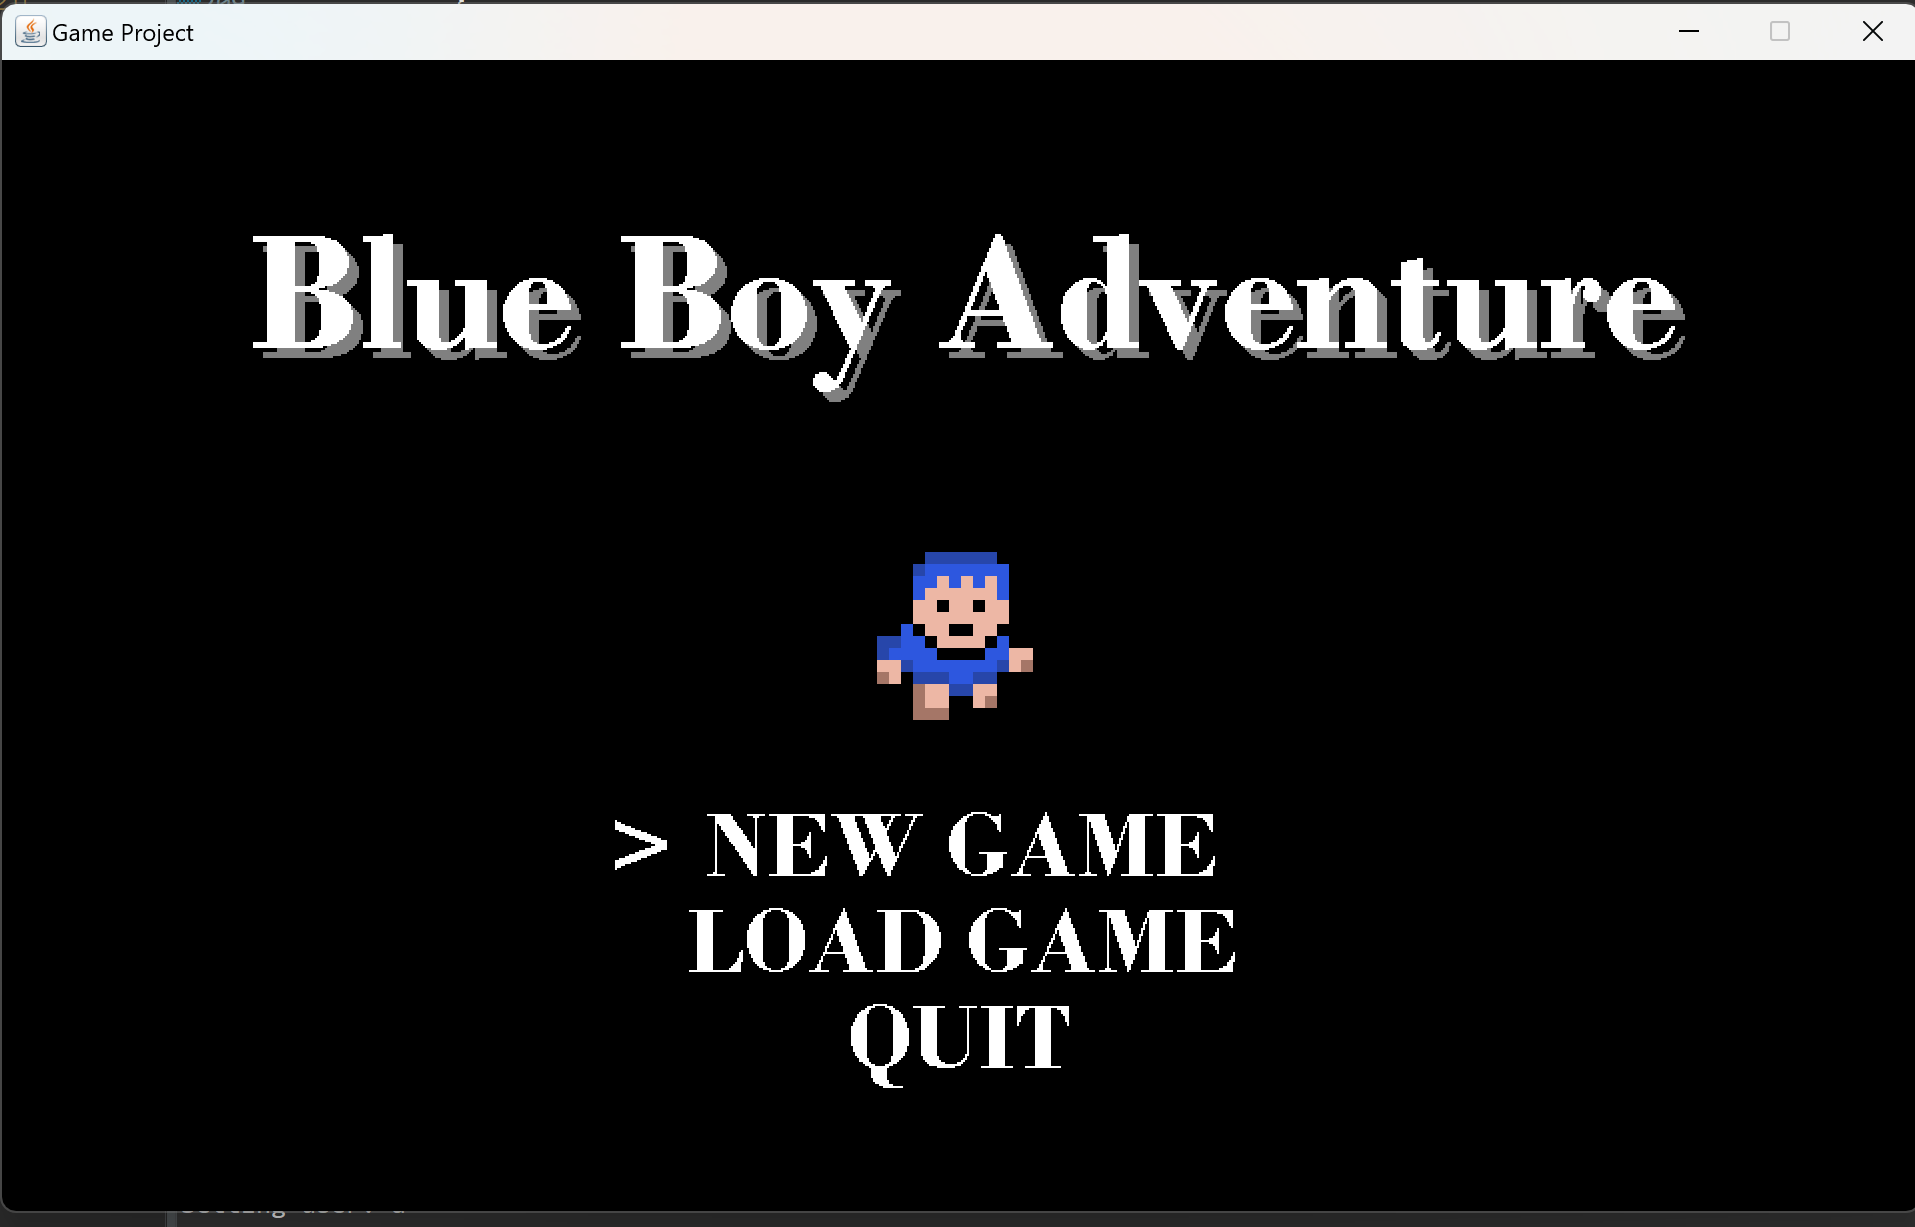 Game Project
Blue Boy Adventure
> NEW GAME
LOAD GAME
QUIT